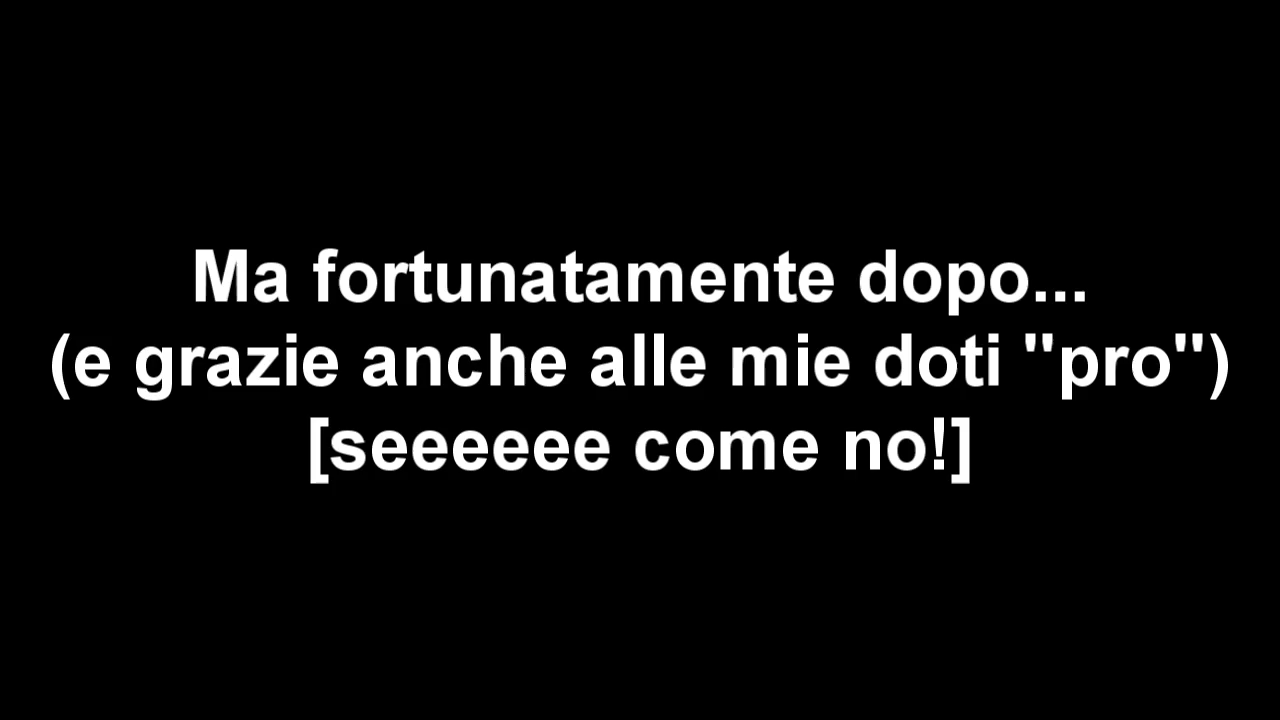 Ma fortunatamente dopo...
(e grazie anche alle mie doti "pro")
[seeeeee come no!]